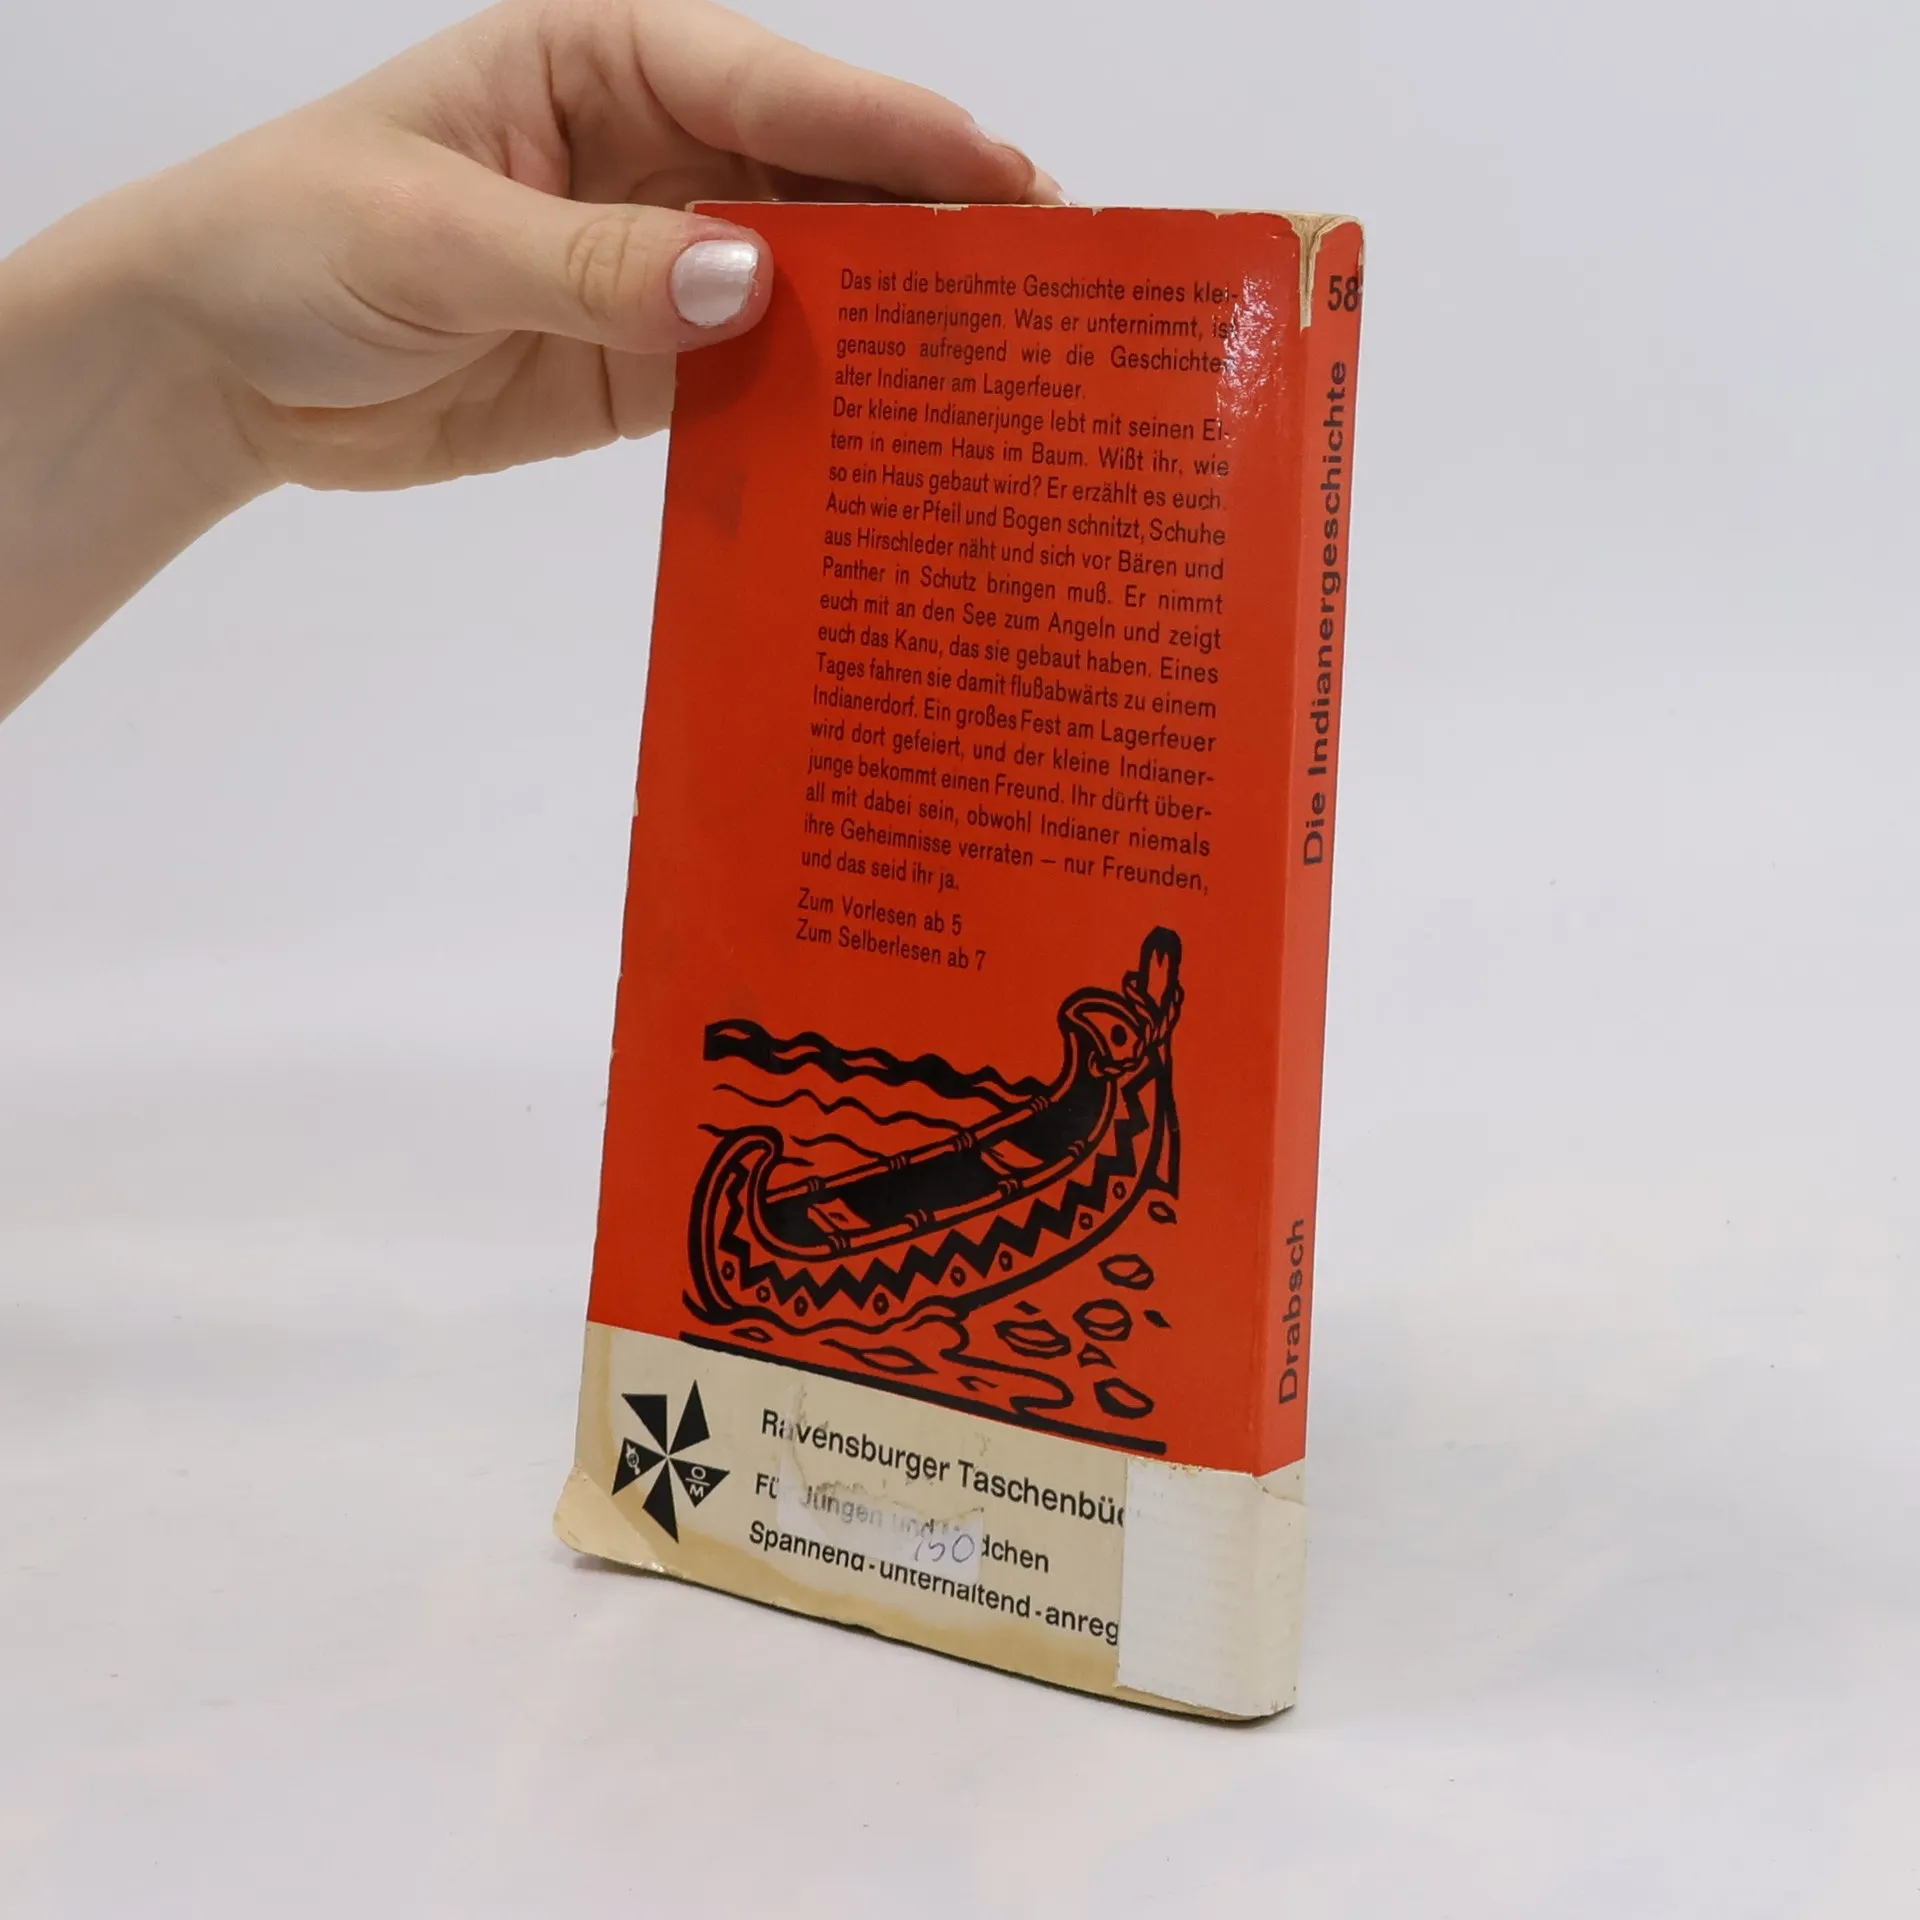 Das ist die berühmte Geschichte eines klei-
nen Indianerjungen. Was er unternimmt, ist
genauso aufregend wie die Geschichten
alter Indianer am Lagerfeuer.
Der kleine Indianerjunge lebt mit seinen El-
tern in einem Haus im Baum. Wißt ihr, wie
so ein Haus gebaut wird? Er erzählt es euch.
Auch wie er Pfeil und Bogen schnitzt, Schuhe
aus Hirschleder näht und sich vor Bären und
Panther in Schutz bringen muß. Er nimmt
euch mit an den See zum Angeln und zeigt
euch das Kanu, das sie gebaut haben. Eines
Tages fahren sie damit flußabwärts zu einem
Indianerdorf. Ein großes Fest am Lagerfeuer
wird dort gefeiert, und der kleine Indianer-
junge bekommt einen Freund. Ihr dürft über-
all mit dabei sein, obwohl Indianer niemals
ihre Geheimnisse verraten – nur Freunden,
und das seid ihr ja.
Zum Vorlesen ab 5
Zum Selberlesen ab 7
OM
Ravensburger Taschenbüc
Für Jungen und Mädchen
Spannend-unterhaltend-anreg
150
58
Die Indianergeschichte
Drabsch